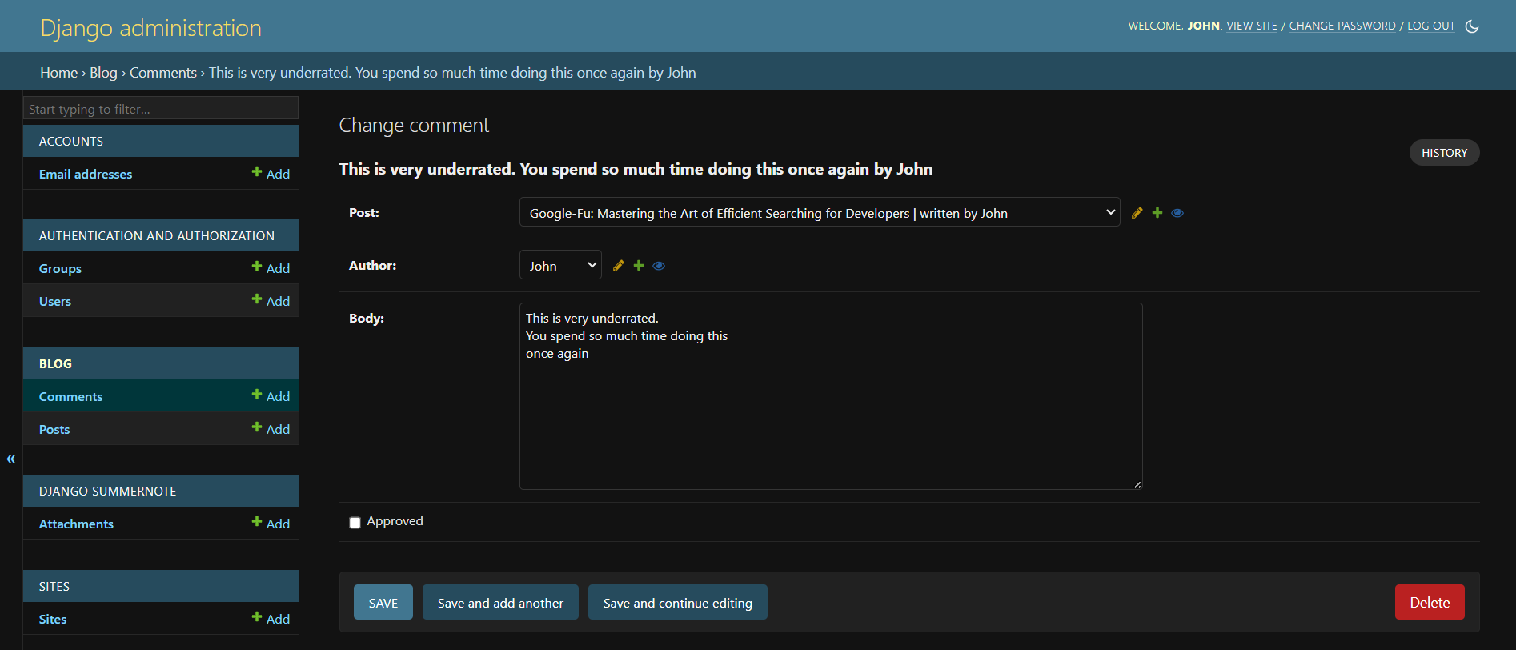 Django administration
WELCOME, JOHN. VIEW SITE / CHANGE PASSWORD / LOG OUT
Home › Blog › Comments › This is very underrated. You spend so much time doing this once again by John
Start typing to filter...
ACCOUNTS
Email addresses + Add
AUTHENTICATION AND AUTHORIZATION
Groups + Add
Users + Add
BLOG
Comments + Add
Posts + Add
«
DJANGO SUMMERNOTE
Attachments + Add
SITES
Sites + Add
Change comment
HISTORY
This is very underrated. You spend so much time doing this once again by John
Post: Google-Fu: Mastering the Art of Efficient Searching for Developers | written by John
Author: John
Body: This is very underrated.
You spend so much time doing this
once again
Approved
SAVE Save and add another Save and continue editing Delete